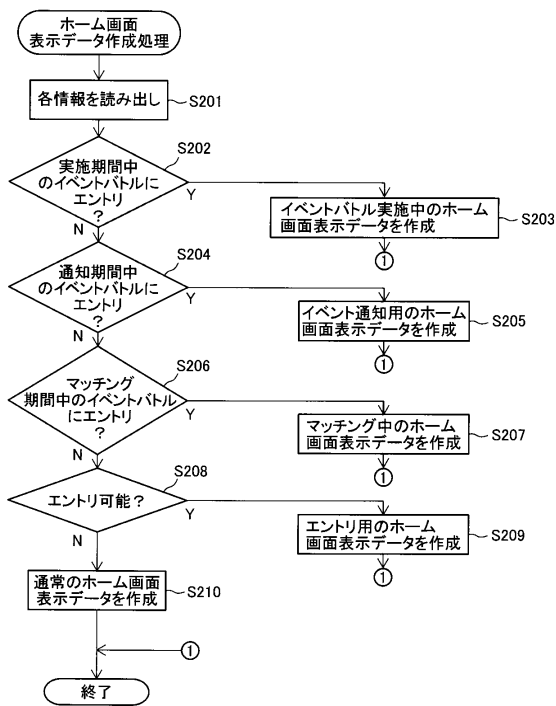 ホーム画面
表示データ作成処理
各情報を読み出し
S201
S202
実施期間中
のイベントバトルに
エントリ
?
Y
N
イベントバトル実施中のホーム
画面表示データを作成
S203
①
S204
通知期間中
のイベントバトルに
エントリ
?
Y
N
イベント通知用のホーム
画面表示データを作成
S205
①
S206
マッチング
期間中のイベントバトル
にエントリ
?
Y
N
マッチング中のホーム
画面表示データを作成
S207
①
S208
エントリ可能?
Y
N
エントリ用のホーム
画面表示データを作成
S209
①
通常のホーム画面
表示データを作成
S210
①
終了